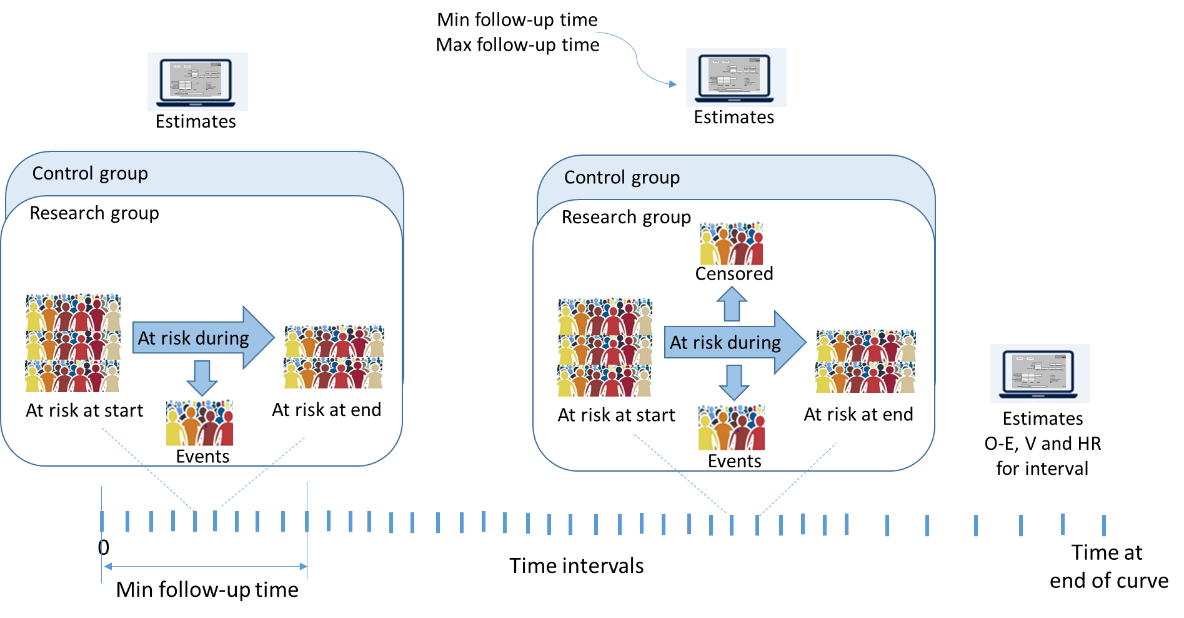 Min follow-up time
Max follow-up time
Estimates
Estimates
Control group
Research group
At risk during
At risk at start
At risk at end
Events
Control group
Research group
Censored
At risk during
At risk at start
At risk at end
Events
Estimates
O-E, V and HR
for interval
0
Min follow-up time
Time intervals
Time at
end of curve